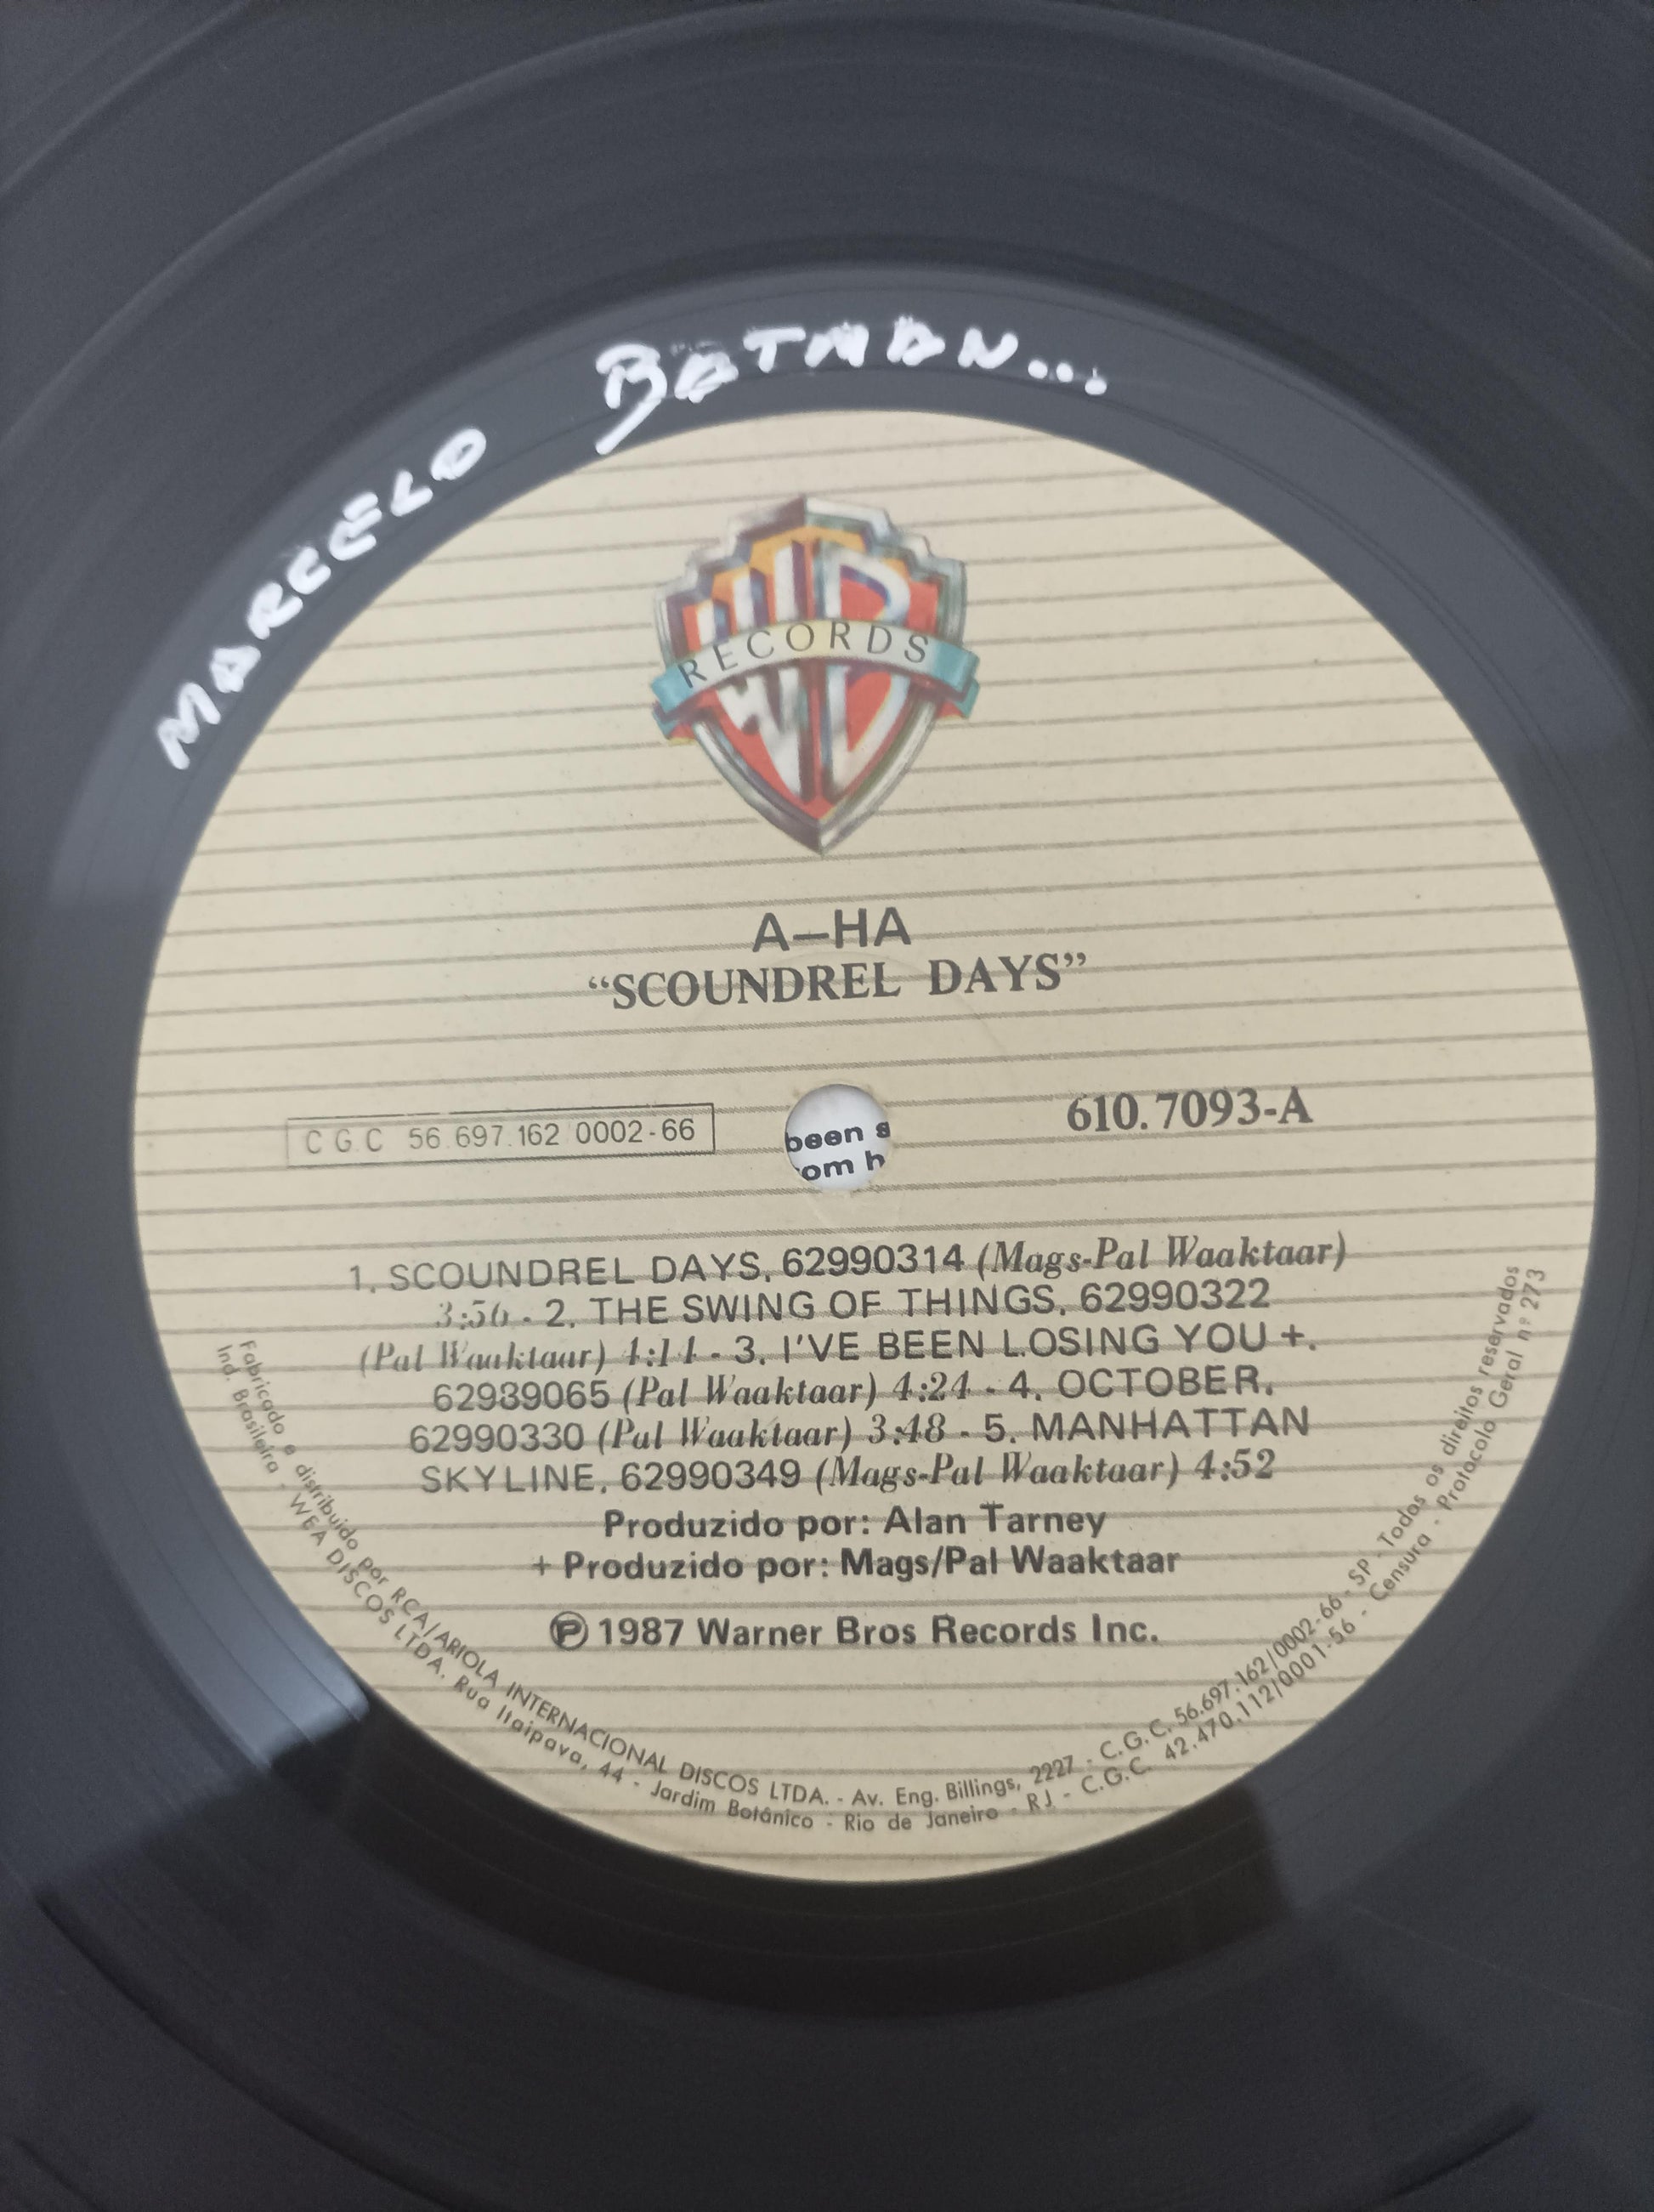 MARCELO BATMAN...
WB
RECORDS
A–HA
“SCOUNDREL DAYS”
C G C 56.697.162 0002-66
been s
om h
610.7093-A
1. SCOUNDREL DAYS, 62990314 (Mags-Pal Waaktaar)
3:56 - 2. THE SWING OF THINGS, 62990322
(Pal Waaktaar) 4:14 - 3. I'VE BEEN LOSING YOU +,
62989065 (Pal Waaktaar) 4:24 - 4. OCTOBER,
62990330 (Pal Waaktaar) 3:48 - 5. MANHATTAN
SKYLINE, 62990349 (Mags-Pal Waaktaar) 4:52
Produzido por: Alan Tarney
+ Produzido por: Mags/Pal Waaktaar
℗ 1987 Warner Bros Records Inc.
Fabricado e distribuido por RCA/ARIOLA INTERNACIONAL DISCOS LTDA. - Av. Eng. Billings, 2227 - C.G.C. 56.697.162/0002-66 - SP - Todos os direitos reservados
Ind. Brasileira - WEA DISCOS LTDA. Rua Itaipava, 44 - Jardim Botânico - Rio de Janeiro - RJ - C.G.C. 42.470.112/0001-56 - Censura - Protocolo Geral nº 273